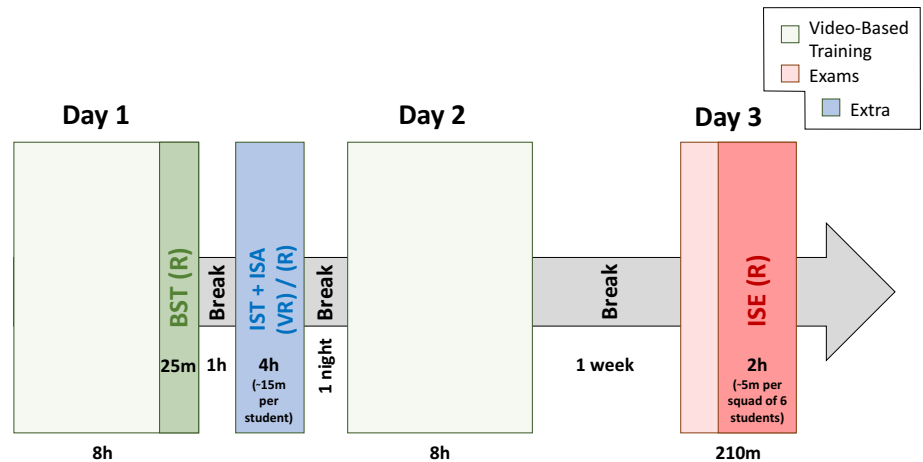 Video-Based
Training
Exams
Extra
Day 1
Day 2
Day 3
BST (R)
25m
Break
1h
IST + ISA
(VR) / (R)
4h
(~15m
per
student)
Break
1 night
Break
1 week
ISE (R)
2h
(~5m per
squad of 6
students)
8h
8h
210m